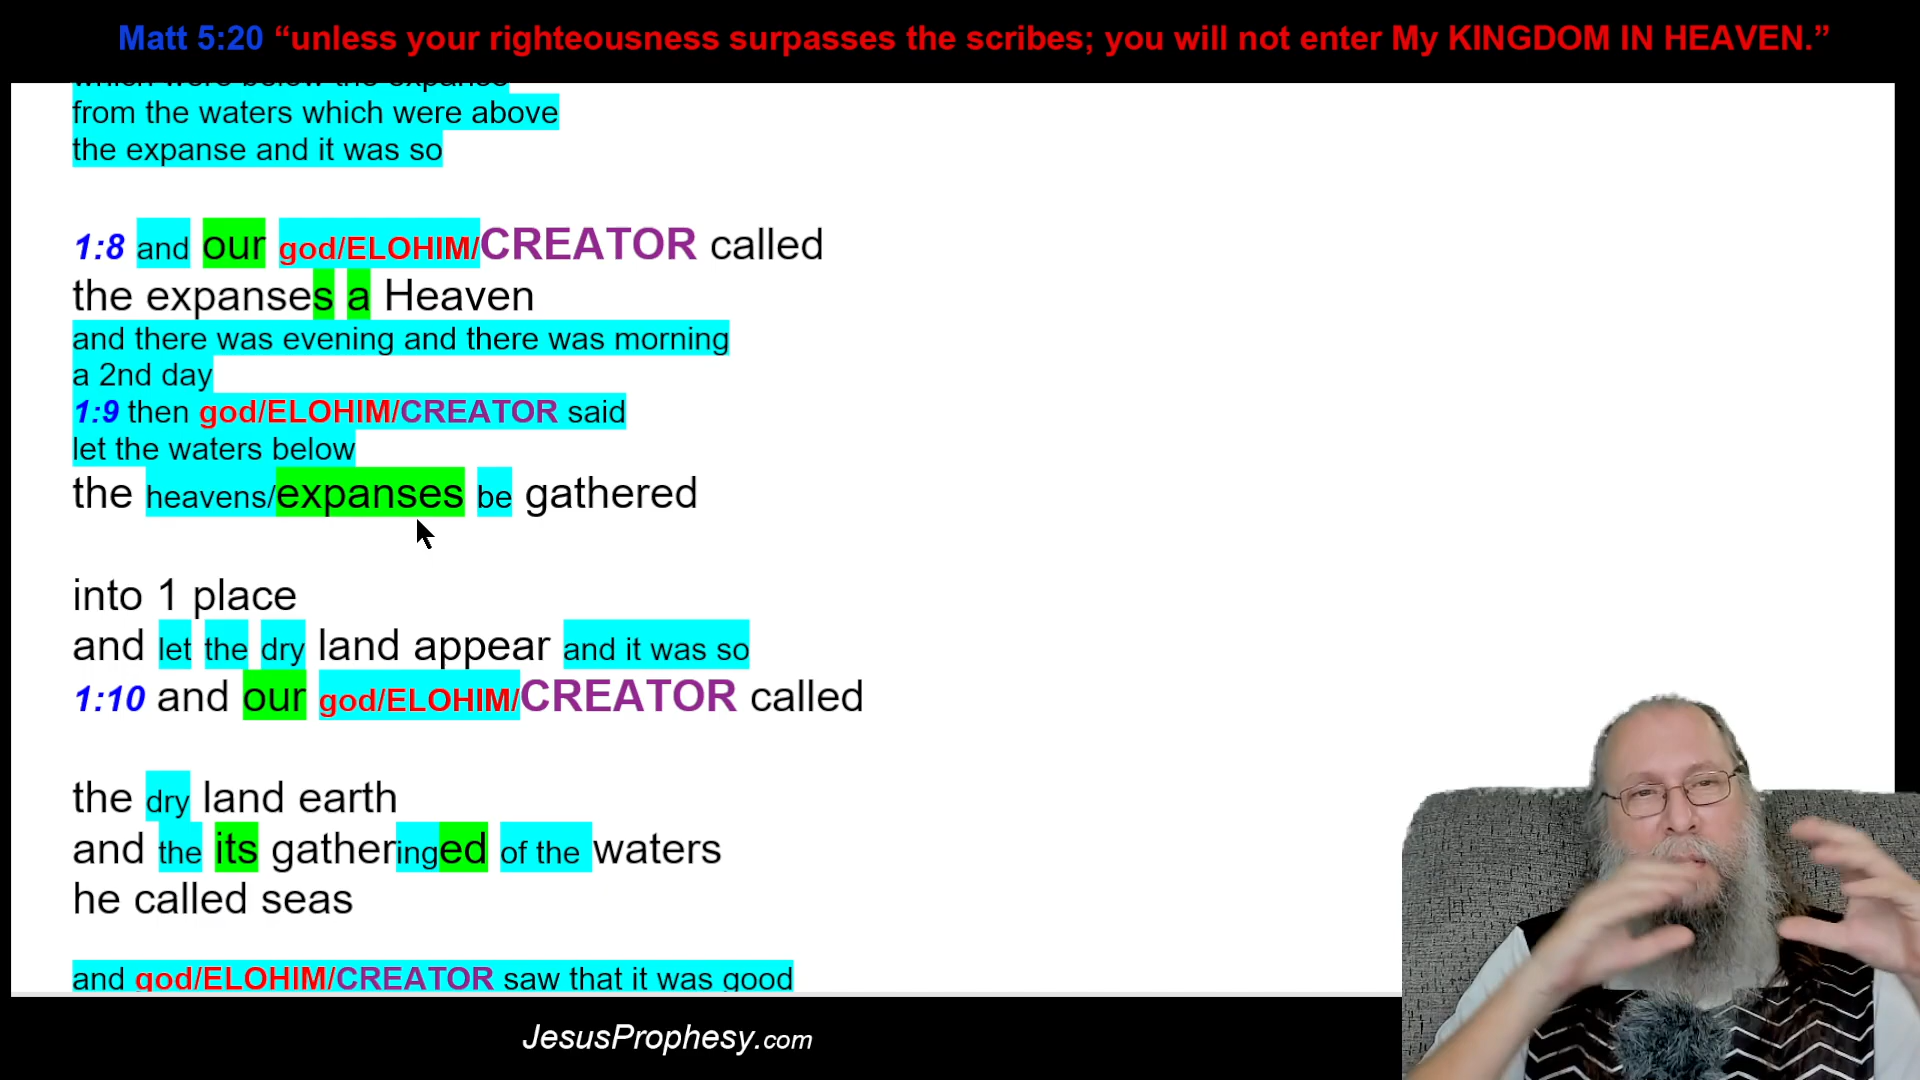 Matt 5:20 “unless your righteousness surpasses the scribes; you will not enter My KINGDOM IN HEAVEN.”
which were below the expanse
from the waters which were above
the expanse and it was so
1:8 and our god/ELOHIM/CREATOR called
the expanses a Heaven
and there was evening and there was morning
a 2nd day
1:9 then god/ELOHIM/CREATOR said
let the waters below
the heavens/expanses be gathered
into 1 place
and let the dry land appear and it was so
1:10 and our god/ELOHIM/CREATOR called
the dry land earth
and the its gatheringed of the waters
he called seas
and god/ELOHIM/CREATOR saw that it was good
JesusProphesy.com